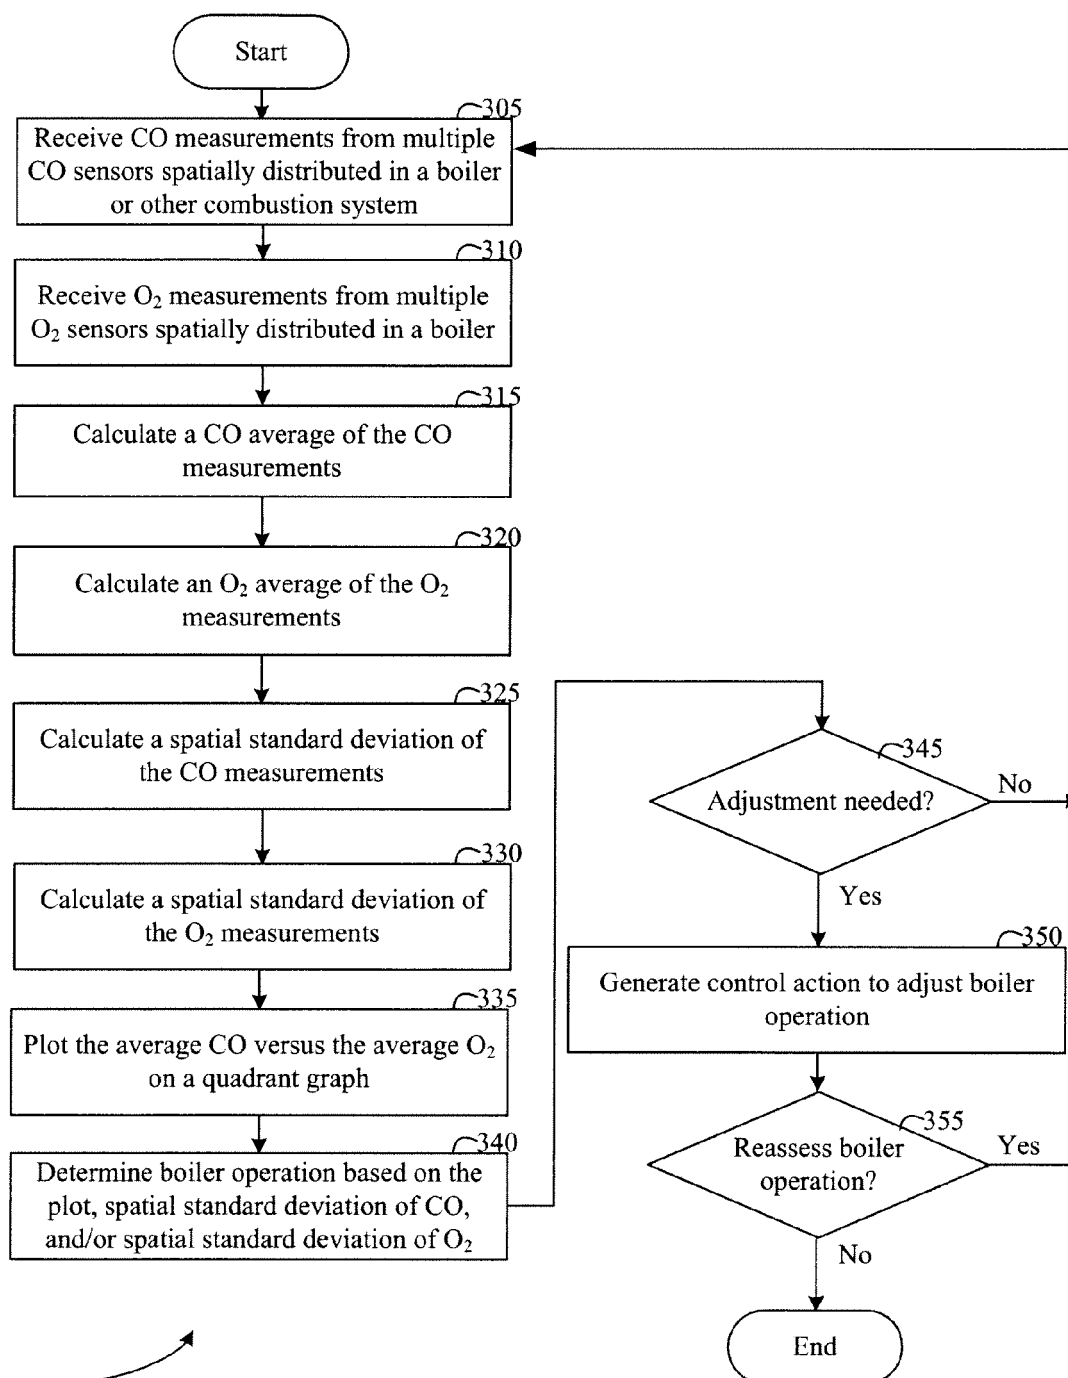 Start
305
Receive CO measurements from multiple
CO sensors spatially distributed in a boiler
or other combustion system
310
Receive O₂ measurements from multiple
O₂ sensors spatially distributed in a boiler
315
Calculate a CO average of the CO
measurements
320
Calculate an O₂ average of the O₂
measurements
325
Calculate a spatial standard deviation of
the CO measurements
330
Calculate a spatial standard deviation of
the O₂ measurements
335
Plot the average CO versus the average O₂
on a quadrant graph
340
Determine boiler operation based on the
plot, spatial standard deviation of CO,
and/or spatial standard deviation of O₂
345
Adjustment needed?
No
Yes
350
Generate control action to adjust boiler
operation
355
Reassess boiler
operation?
Yes
No
End